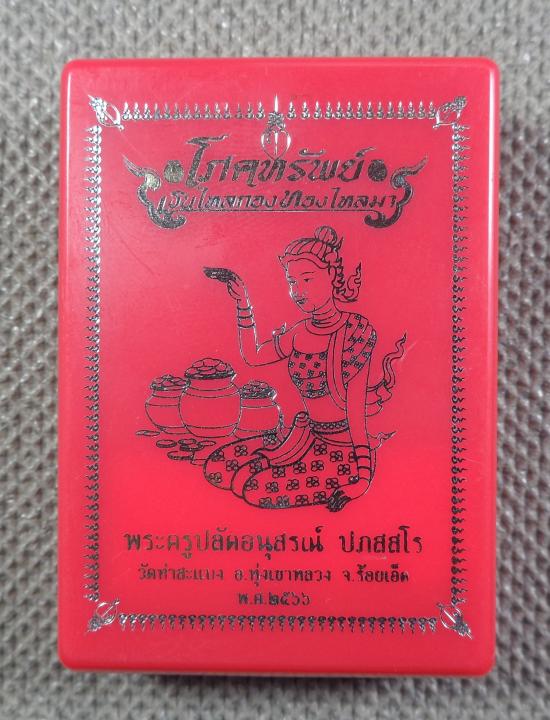 โภคทรัพย์
เงินไหลกองทองไหลมา
พระครูปลัดอนุสรณ์ ปภสฺสโร
วัดท่าสะแบง อ.ทุ่งเขาหลวง จ.ร้อยเอ็ด
พ.ศ.๒๕๖๖